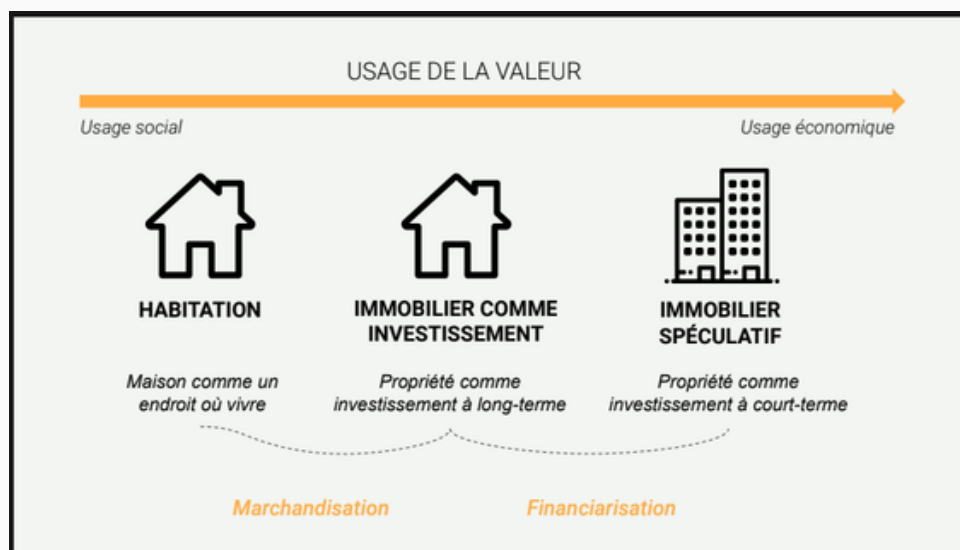 USAGE DE LA VALEUR
Usage social
Usage économique
HABITATION
IMMOBILIER COMME
INVESTISSEMENT
IMMOBILIER
SPÉCULATIF
Maison comme un
endroit où vivre
Propriété comme
investissement à long-terme
Propriété comme
investissement à court-terme
Marchandisation
Financiarisation